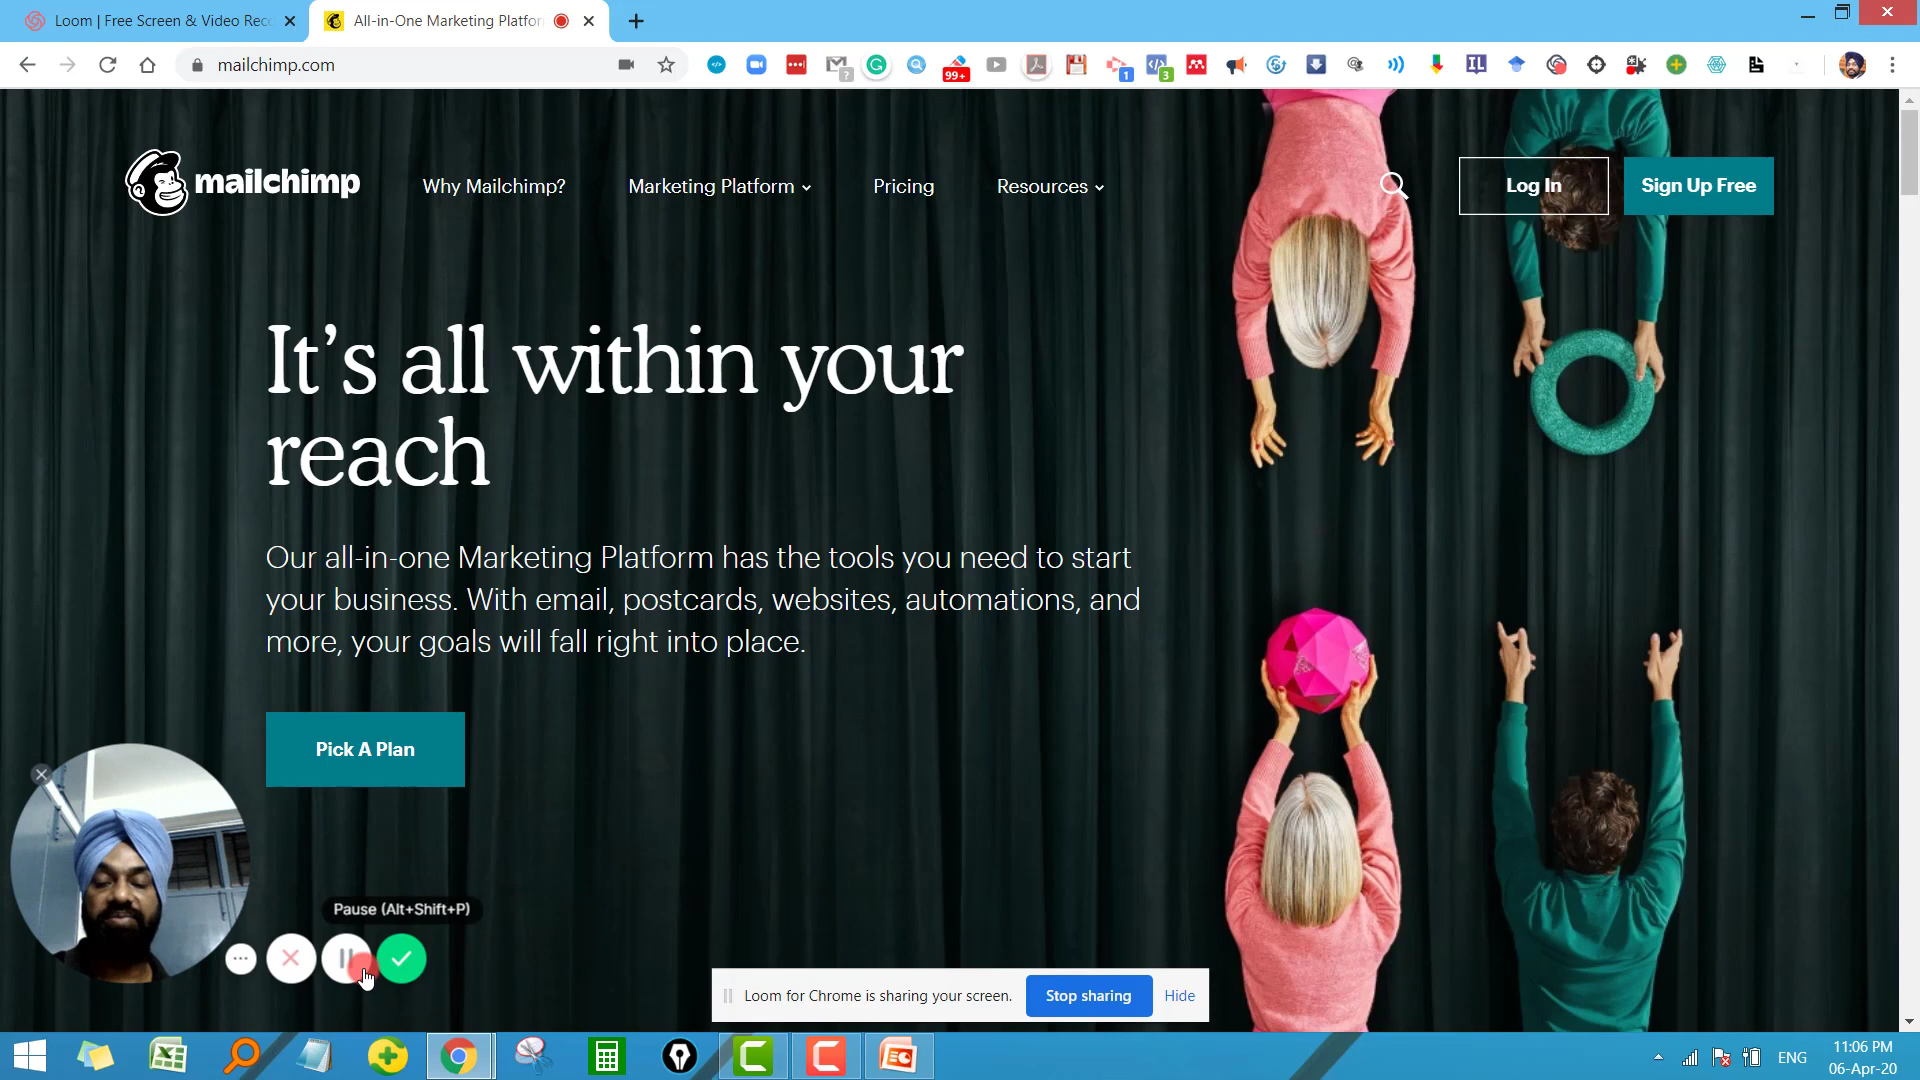 Loom | Free Screen & Video Rec
All-in-One Marketing Platfor
mailchimp.com
?
99+
1
3
IL
mailchimp
Why Mailchimp?
Marketing Platform
Pricing
Resources
Log In
Sign Up Free
It's all within your
reach
Our all-in-one Marketing Platform has the tools you need to start
your business. With email, postcards, websites, automations, and
more, your goals will fall right into place.
Pick A Plan
Pause (Alt+Shift+P)
Loom for Chrome is sharing your screen.
Stop sharing
Hide
ENG
11:06 PM
06-Apr-20